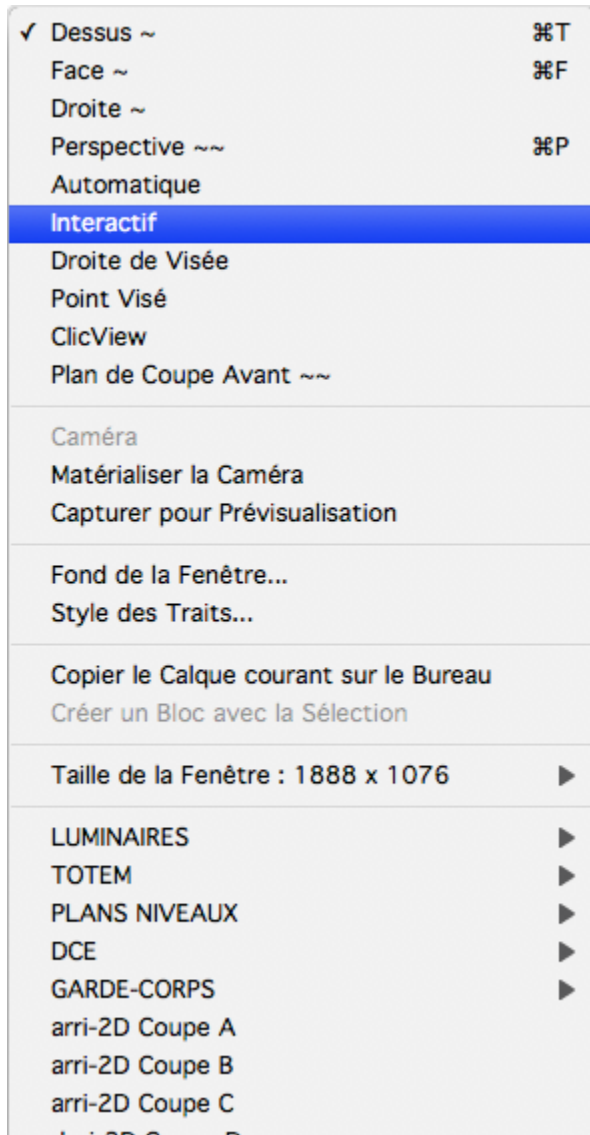 ✓ Dessus ~ ⌘T
Face ~ ⌘F
Droite ~
Perspective ~~ ⌘P
Automatique
Interactif
Droite de Visée
Point Visé
ClicView
Plan de Coupe Avant ~~
Caméra
Matérialiser la Caméra
Capturer pour Prévisualisation
Fond de la Fenêtre...
Style des Traits...
Copier le Calque courant sur le Bureau
Créer un Bloc avec la Sélection
Taille de la Fenêtre : 1888 x 1076
LUMINAIRES
TOTEM
PLANS NIVEAUX
DCE
GARDE-CORPS
arri-2D Coupe A
arri-2D Coupe B
arri-2D Coupe C